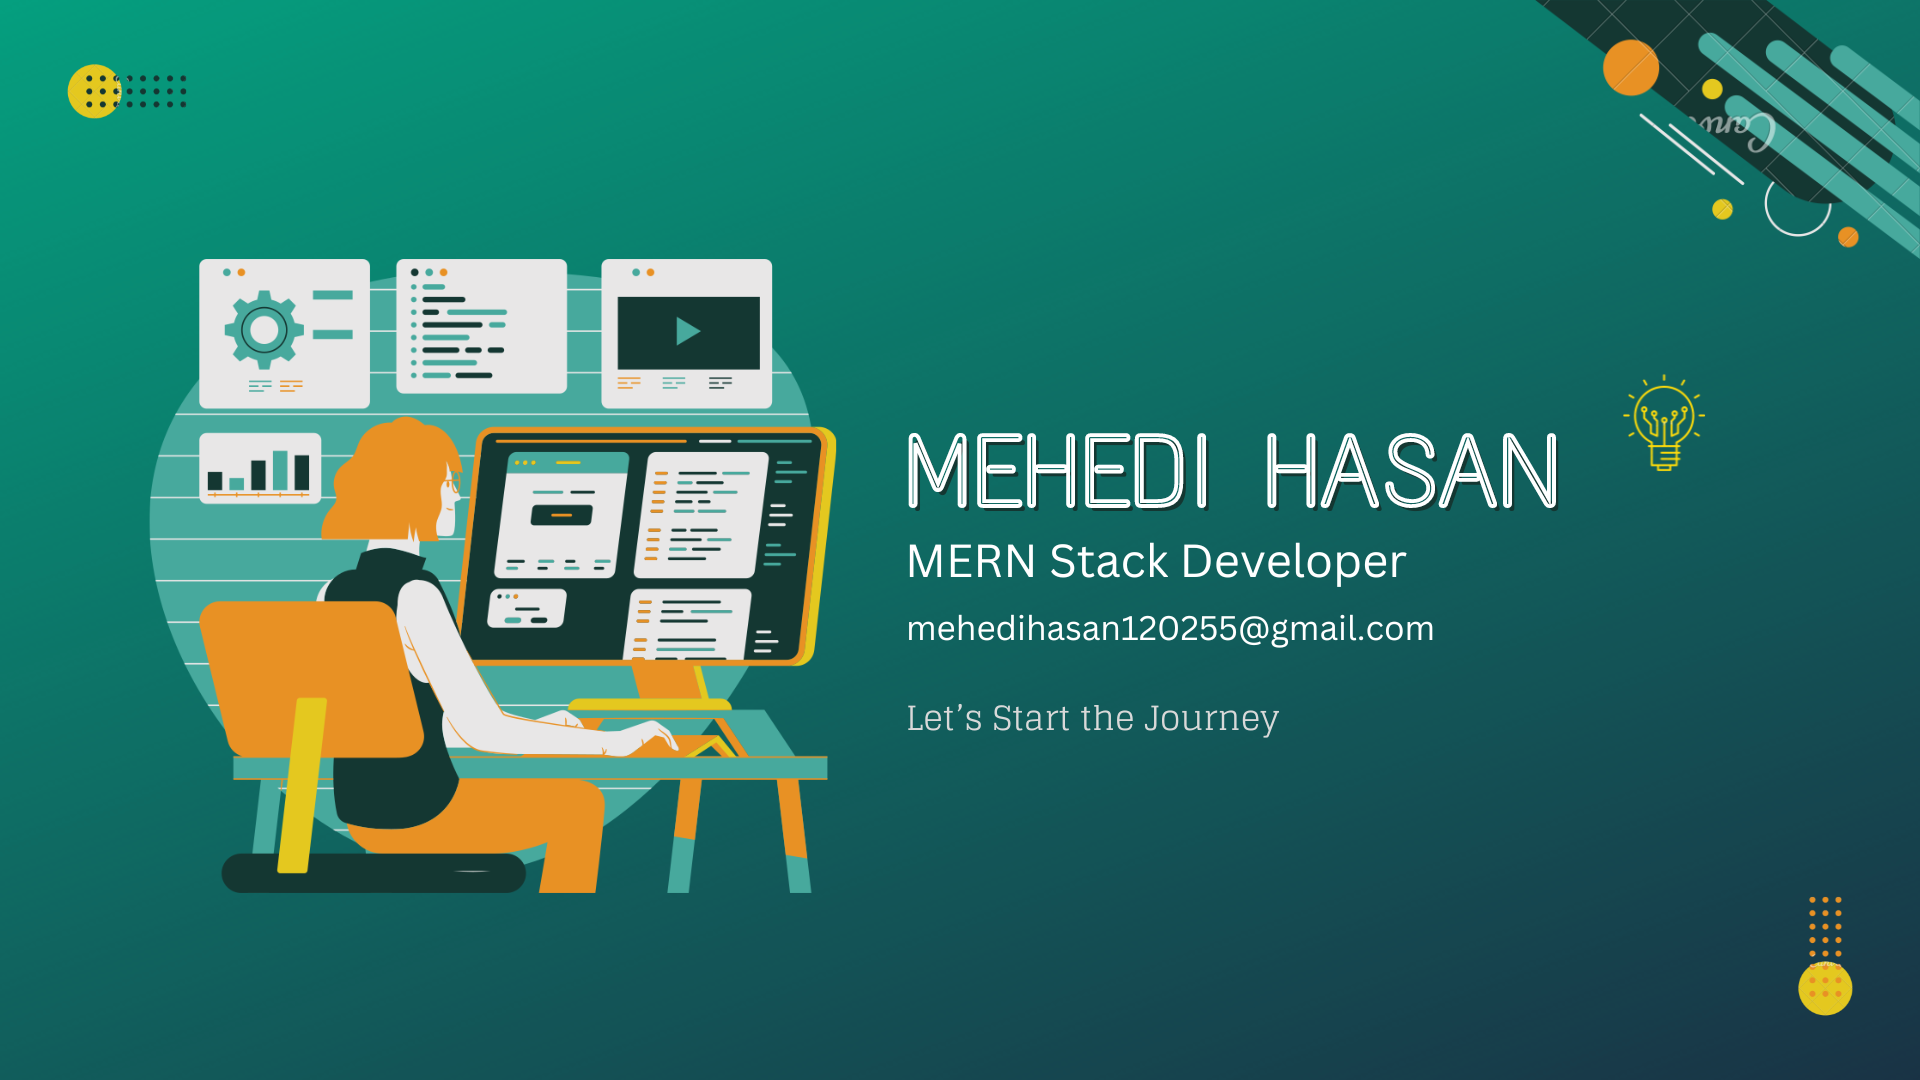 MEHEDI HASAN
MERN Stack Developer
mehedihasan120255@gmail.com
Let’s Start the Journey